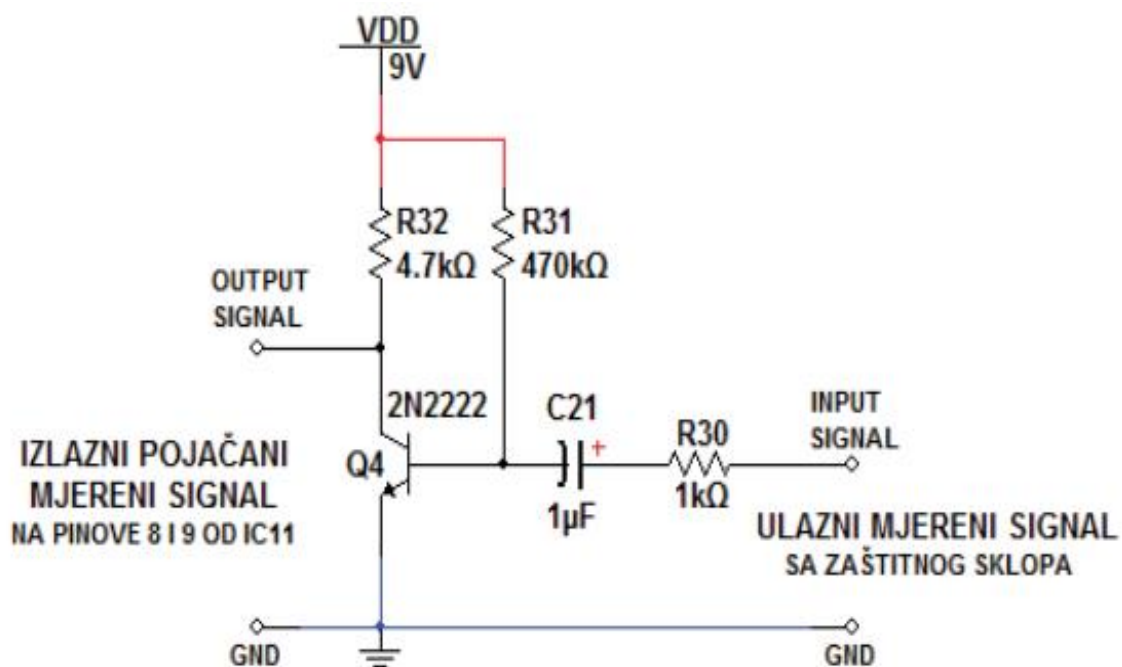 VDD
9V
R32
4.7kΩ
R31
470kΩ
OUTPUT
SIGNAL
2N2222
Q4
C21
+
1µF
R30
1kΩ
INPUT
SIGNAL
IZLAZNI POJAČANI
MJERENI SIGNAL
NA PINOVE 8 I 9 OD IC11
ULAZNI MJERENI SIGNAL
SA ZAŠTITNOG SKLOPA
GND
GND